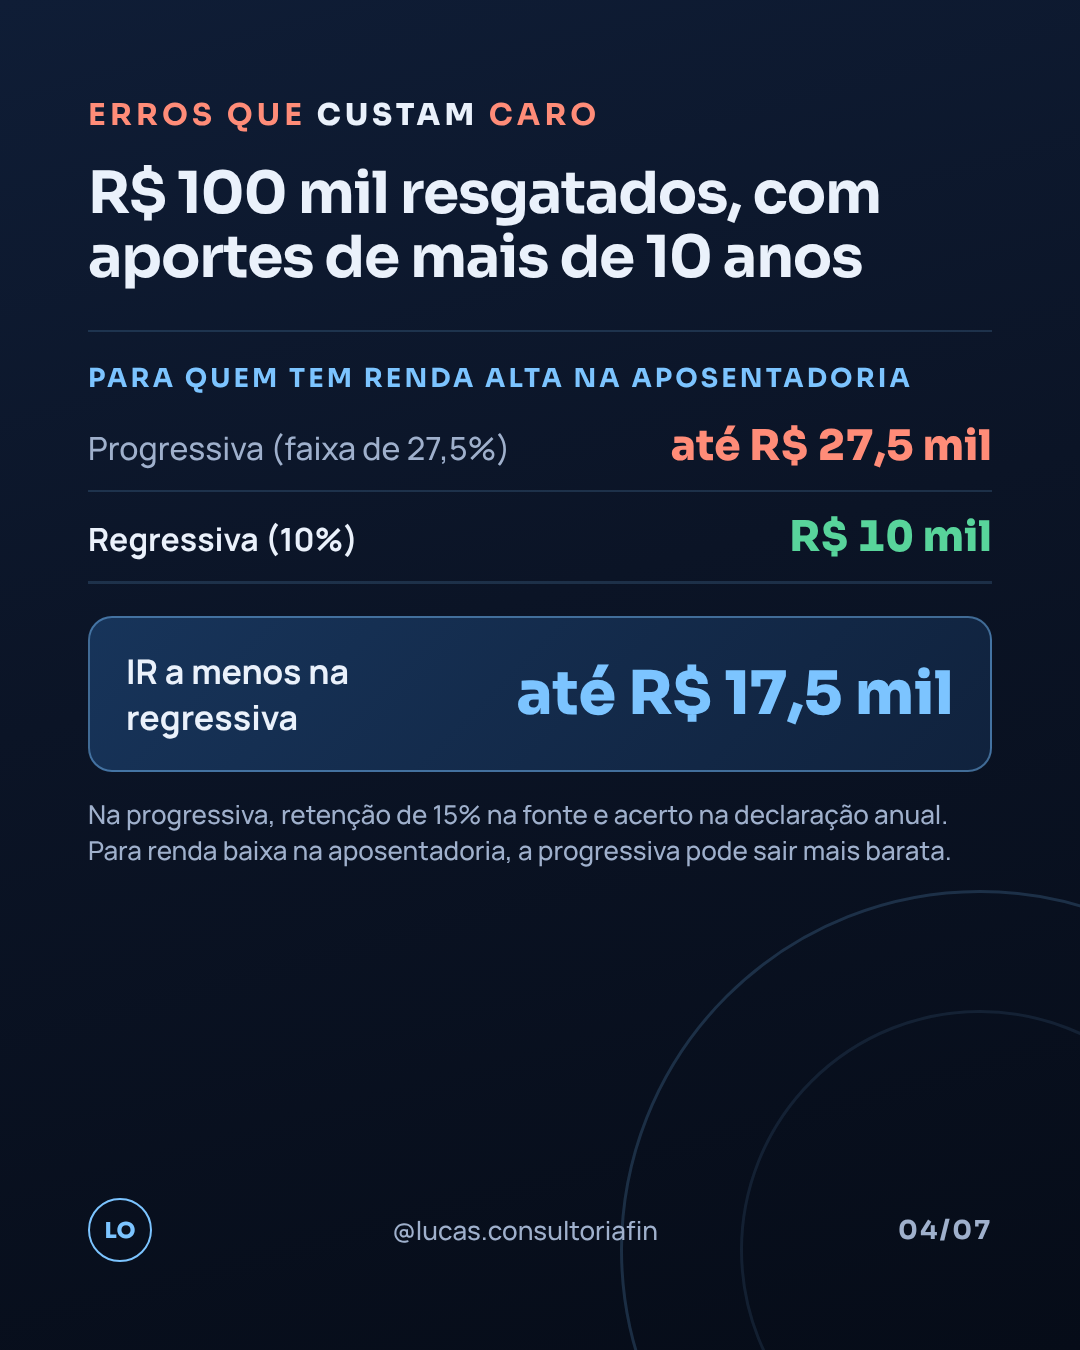 ERROS QUE CUSTAM CARO
R$ 100 mil resgatados, com
aportes de mais de 10 anos
PARA QUEM TEM RENDA ALTA NA APOSENTADORIA
Progressiva (faixa de 27,5%) até R$ 27,5 mil
Regressiva (10%) R$ 10 mil
IR a menos na
regressiva
até R$ 17,5 mil
Na progressiva, retenção de 15% na fonte e acerto na declaração anual.
Para renda baixa na aposentadoria, a progressiva pode sair mais barata.
LO @lucas.consultoriafin 04/07